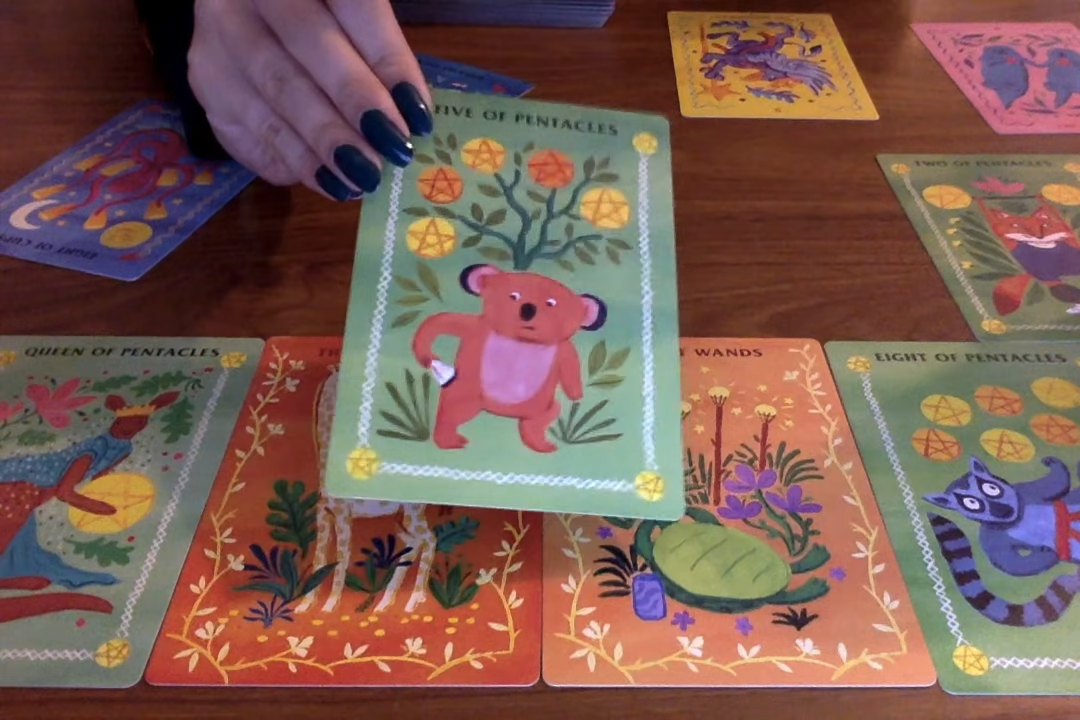 FIVE OF PENTACLES
TWO OF PENTACLES
EIGHT OF CUPS
QUEEN OF PENTACLES
WANDS
EIGHT OF PENTACLES